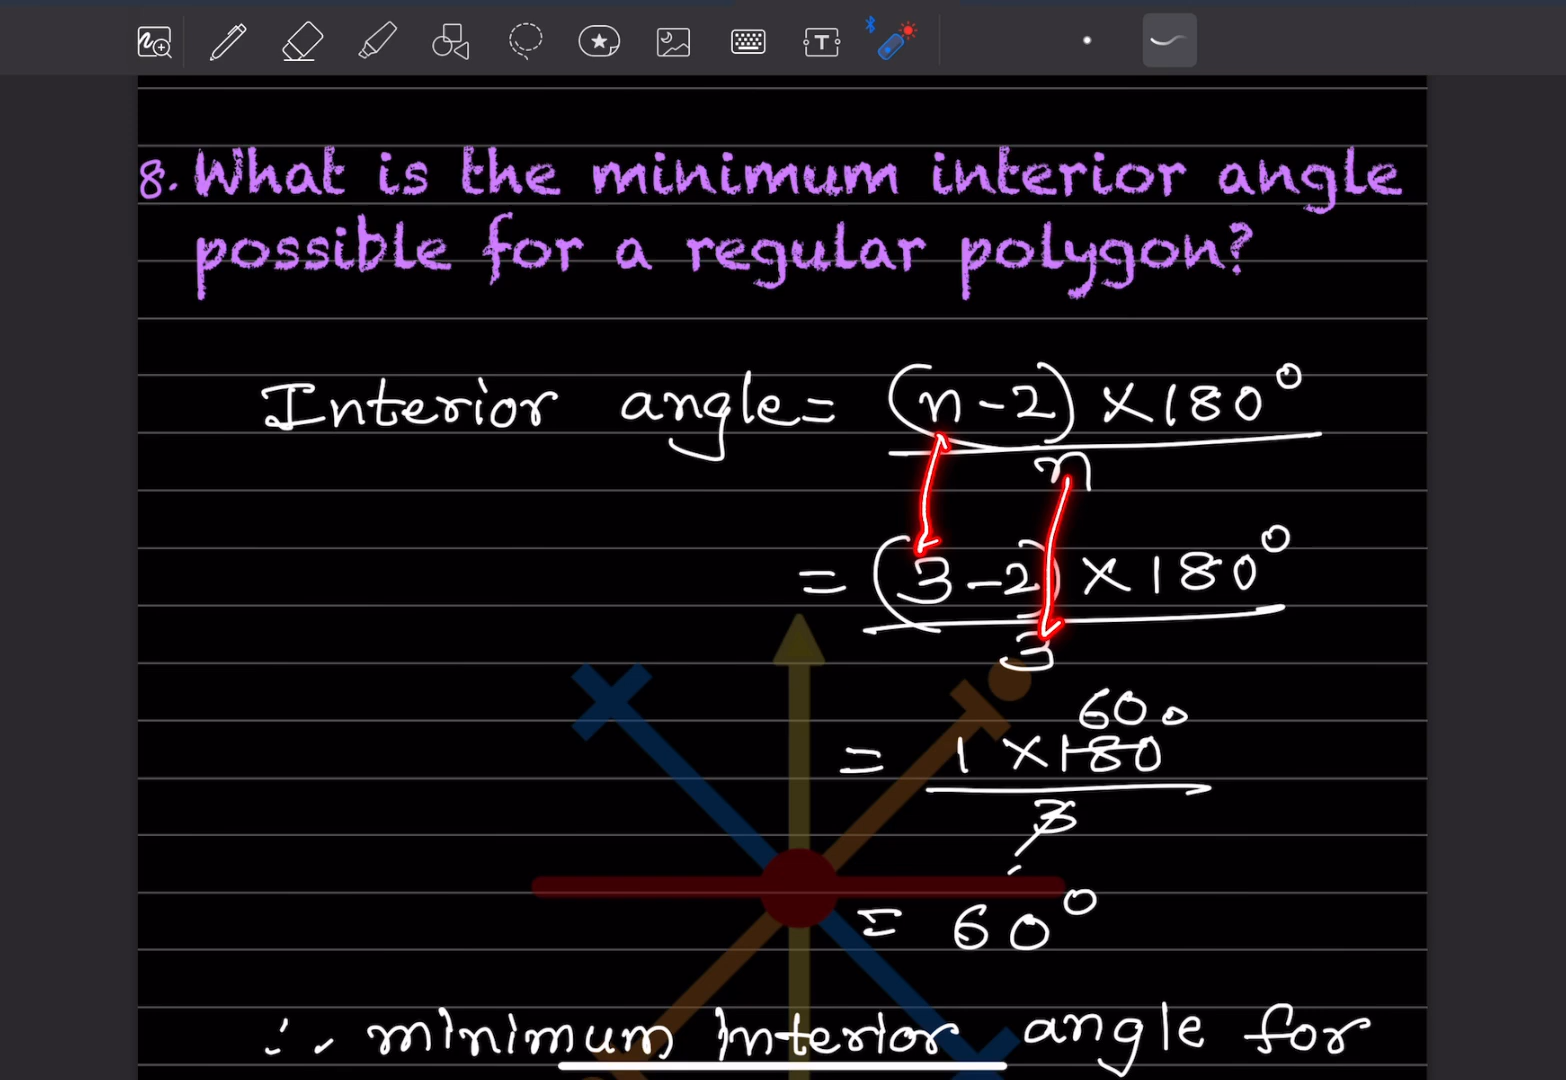 8. What is the minimum interior angle
possible for a regular polygon?
Interior angle = (n-2) × 180°
n
= (3-2) × 180°
3
60
= 1 × 180°
3
= 60°
∴ minimum interior angle for